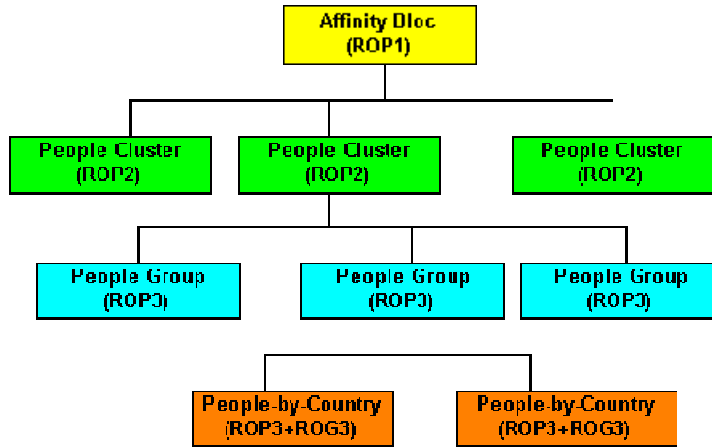 Affinity Dloc
(ROP1)
People Cluster
(ROP2)
People Cluster
(ROP2)
People Cluster
(ROP2)
People Group
(ROP3)
People Group
(ROP3)
People Group
(ROP3)
People-by-Country
(ROP3+ROG3)
People-by-Country
(ROP3+ROG3)